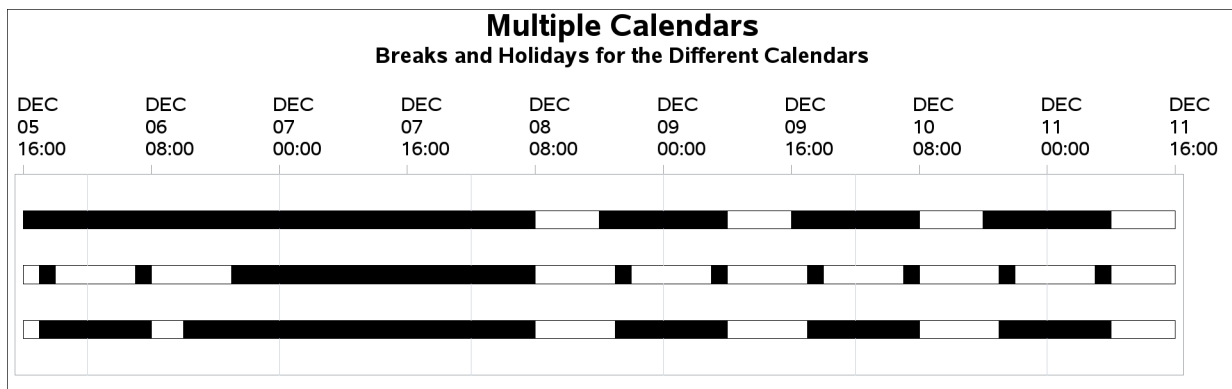 Multiple Calendars
Breaks and Holidays for the Different Calendars
DEC DEC DEC DEC DEC DEC DEC DEC DEC DEC
05 06 07 07 08 09 09 10 11 11
16:00 08:00 00:00 16:00 08:00 00:00 16:00 08:00 00:00 16:00